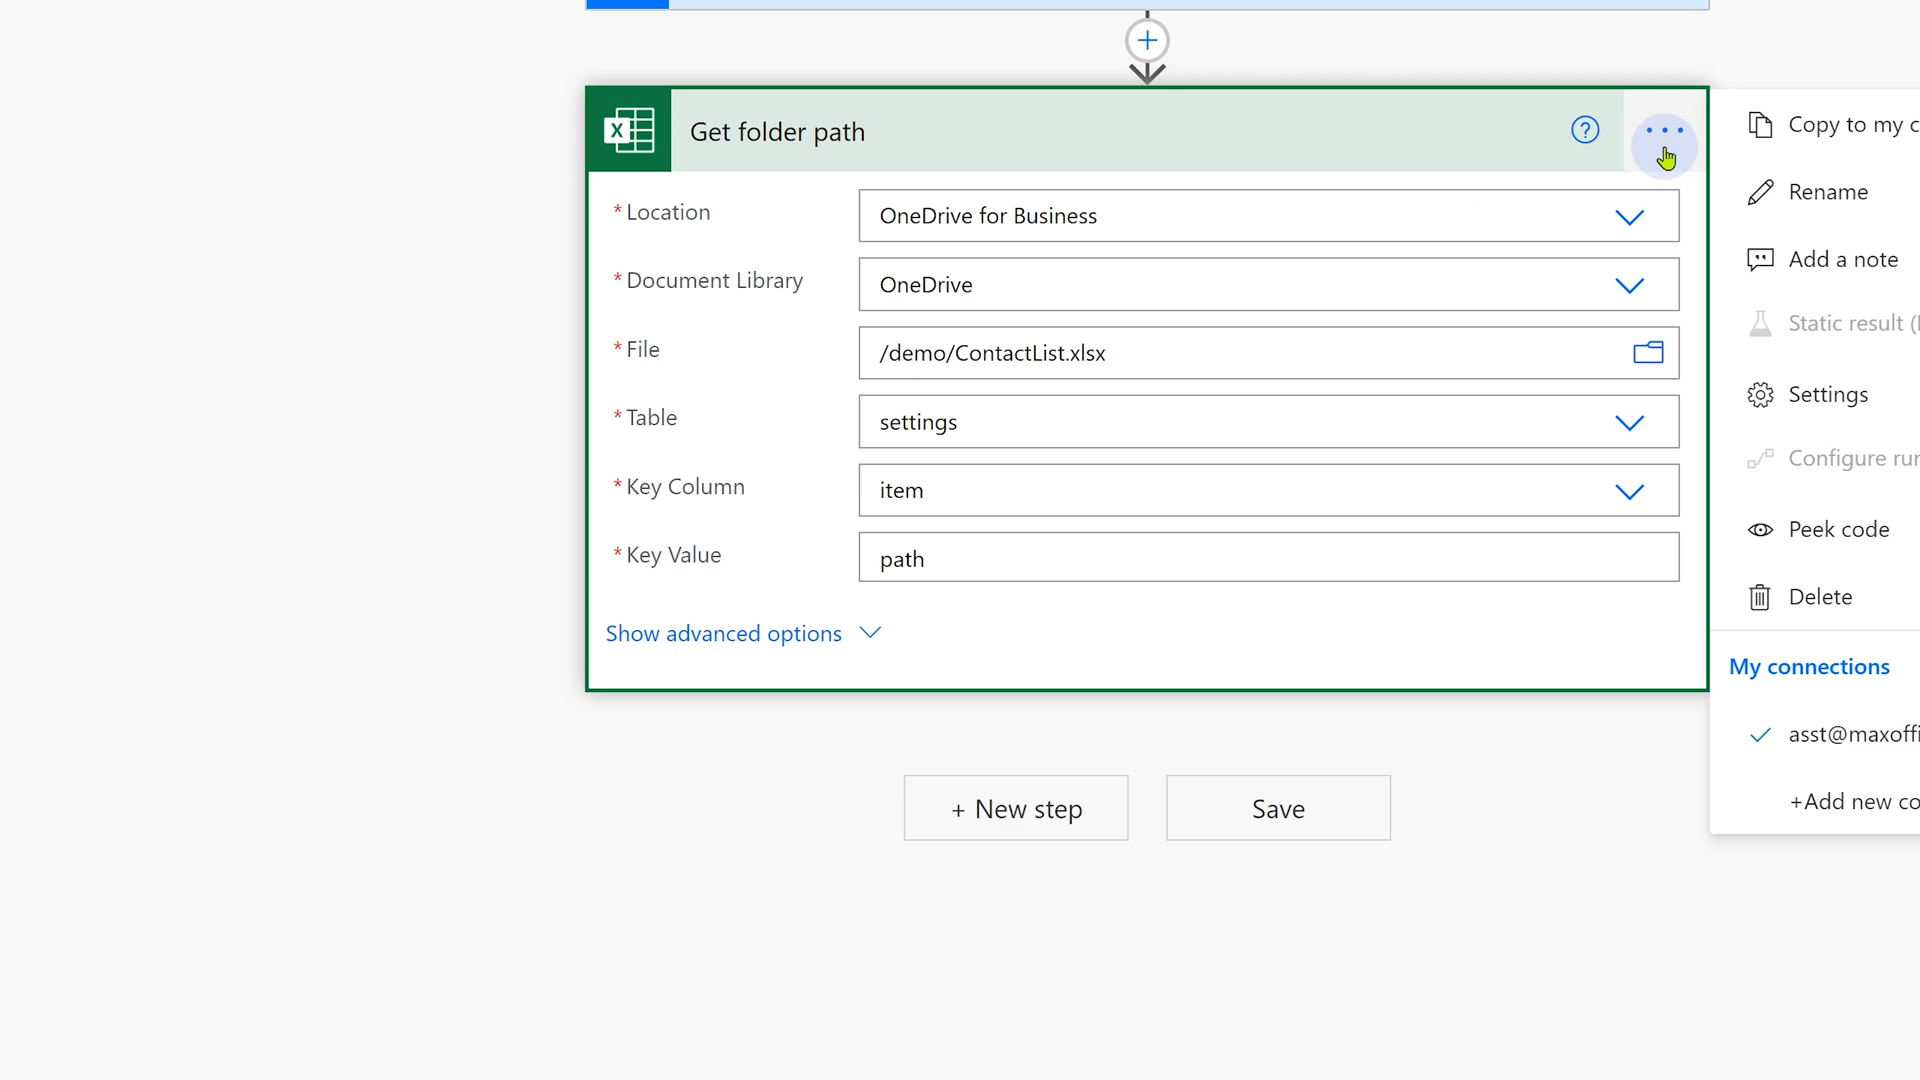 Get folder path
* Location
OneDrive for Business
* Document Library
OneDrive
* File
/demo/ContactList.xlsx
* Table
settings
* Key Column
item
* Key Value
path
Show advanced options
+ New step
Save
Copy to my c
Rename
Add a note
Static result (
Settings
Configure run
Peek code
Delete
My connections
asst@maxoffi
+Add new co